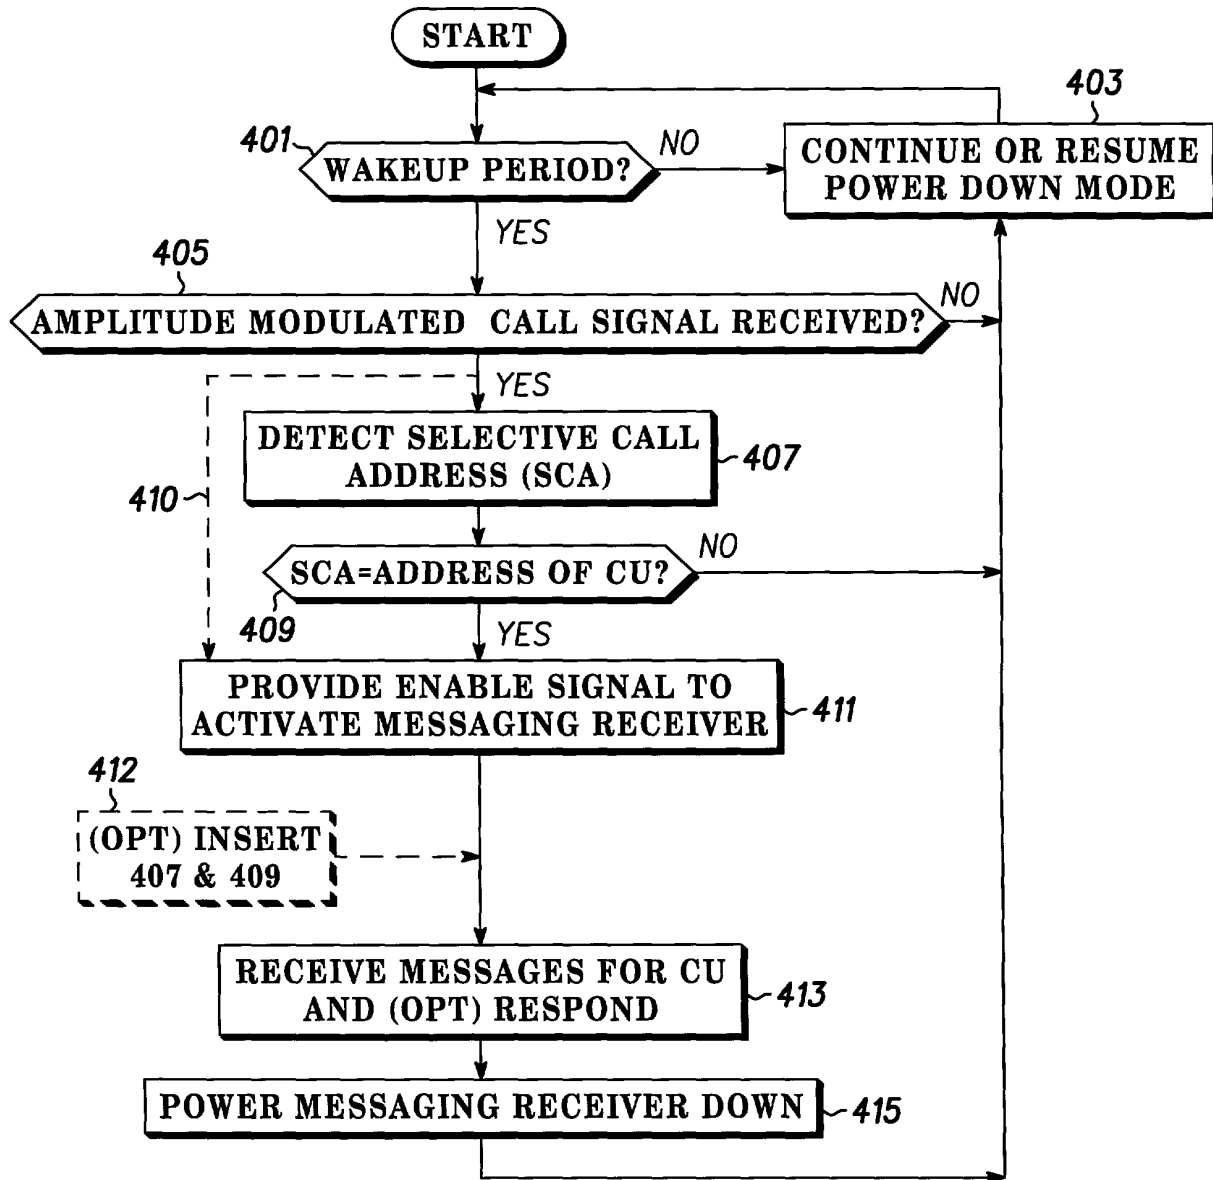 START
403
401
WAKEUP PERIOD?
NO
CONTINUE OR RESUME
POWER DOWN MODE
YES
405
AMPLITUDE MODULATED CALL SIGNAL RECEIVED?
NO
YES
DETECT SELECTIVE CALL
ADDRESS (SCA)
407
410
SCA=ADDRESS OF CU?
NO
409
YES
PROVIDE ENABLE SIGNAL TO
ACTIVATE MESSAGING RECEIVER
411
412
(OPT) INSERT
407 & 409
RECEIVE MESSAGES FOR CU
AND (OPT) RESPOND
413
POWER MESSAGING RECEIVER DOWN
415